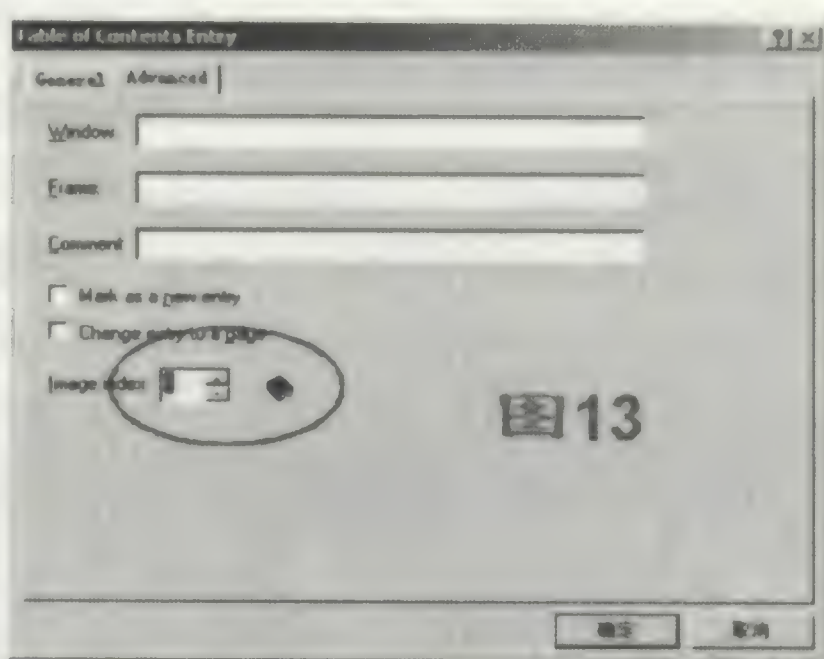 Table of Contents Entry
General Advanced
Window
Frame
Comment
Mark as a new entry
Change entry to a page
Image index
图13
确定 取消